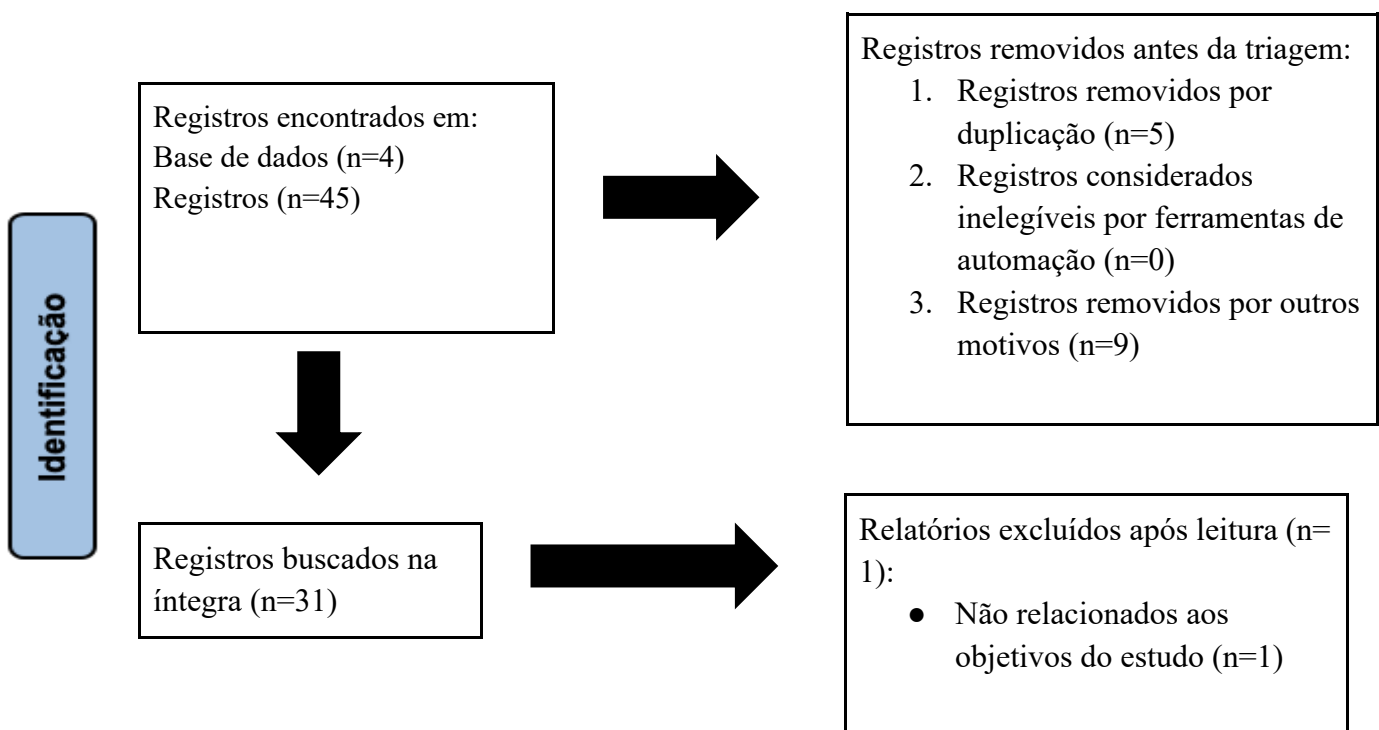 Identificação
Registros encontrados em:
Base de dados (n=4)
Registros (n=45)
Registros removidos antes da triagem:
1. Registros removidos por
duplicação (n=5)
2. Registros considerados
inelegíveis por ferramentas de
automação (n=0)
3. Registros removidos por outros
motivos (n=9)
Registros buscados na
íntegra (n=31)
Relatórios excluídos após leitura (n=
1):
● Não relacionados aos
objetivos do estudo (n=1)